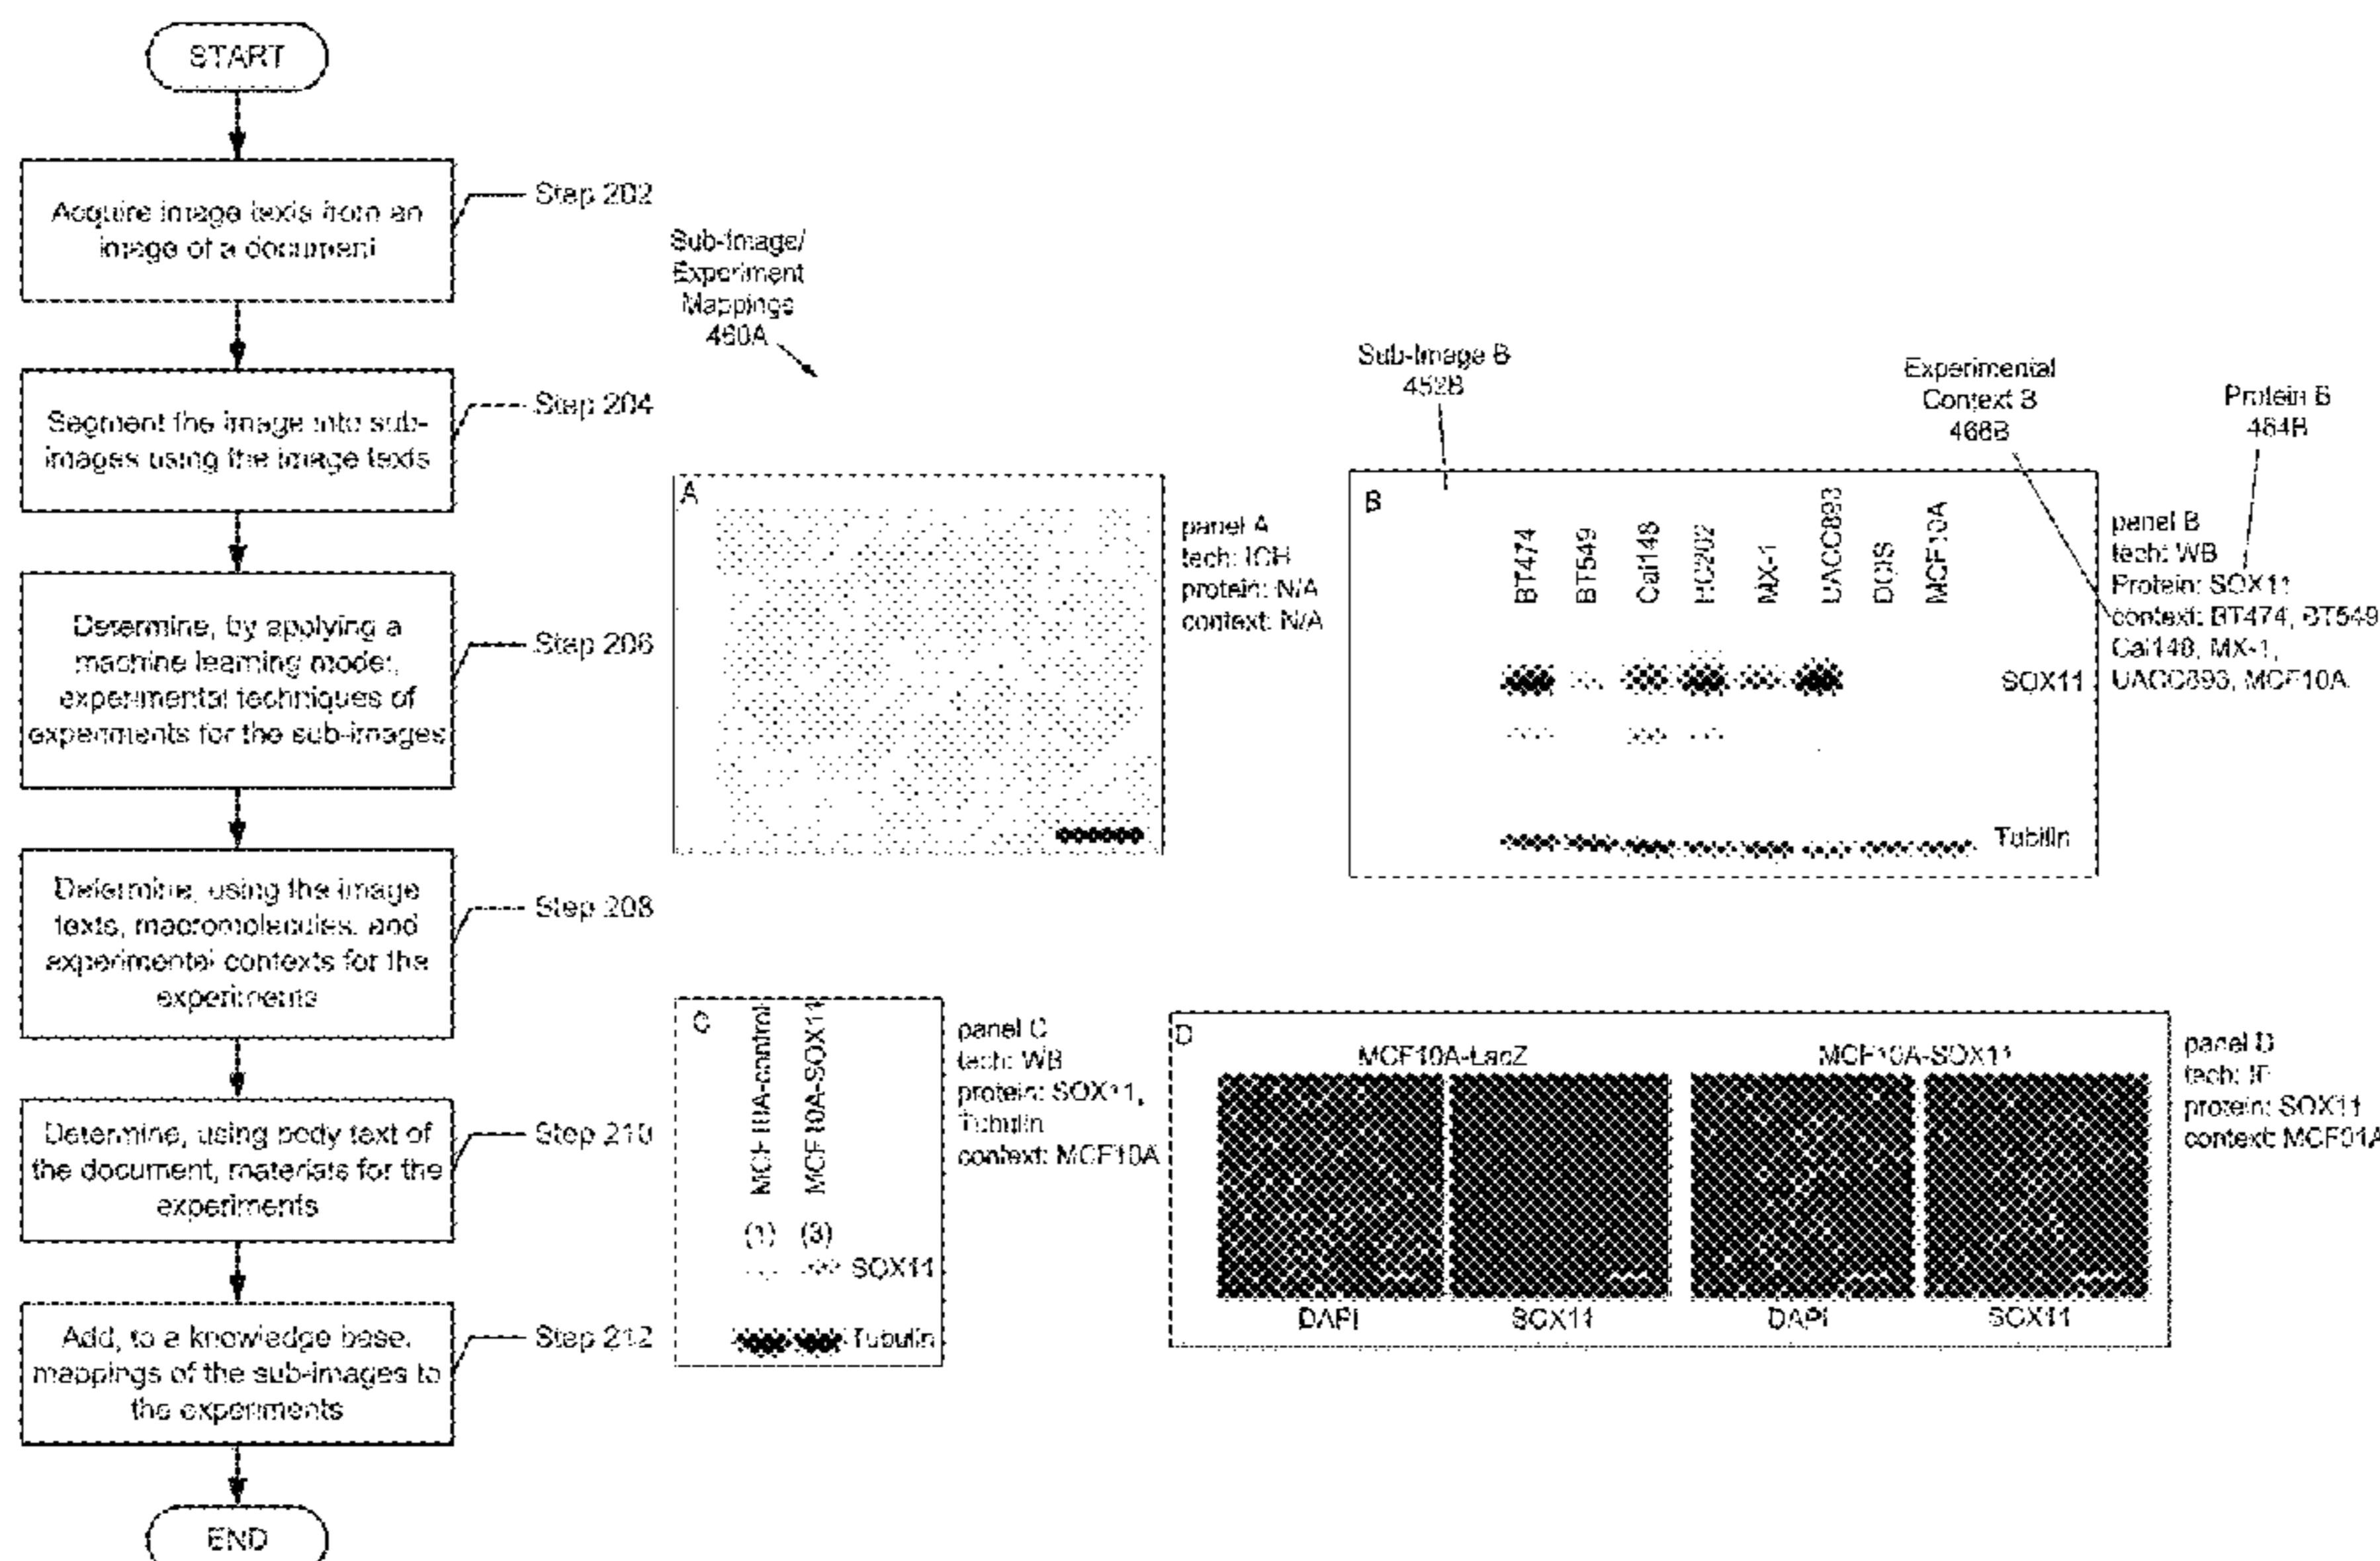 START
Acquire image texts from an
image of a document
Step 202
Segment the image into sub-
images using the image texts
Step 204
Determine, by applying a
machine learning model,
experimental techniques of
experiments for the sub-images
Step 206
Determine, using the image
texts, macromolecules, and
experimental contexts for the
experiments
Step 208
Determine, using body text of
the document, materials for the
experiments
Step 210
Add, to a knowledge base,
mappings of the sub-images to
the experiments
Step 212
END
Sub-Image/
Experiment
Mappings
460A
A
panel A
tech: ICH
protein: N/A
context: N/A
Sub-Image B
452B
Experimental
Context B
466B
Protein B
464B
B
BT474
BT549
Cal148
HC202
MX-1
UACC893
DCIS
MCF10A
SOX11
Tubilin
panel B
tech: WB
Protein: SOX11
context: BT474, BT549
Cal148, MX-1,
UACC893, MCF10A.
C
MCF10A-control
MCF10A-SOX11
(1) (3)
SOX11
Tubulin
panel C
tech: WB
protein: SOX11,
Tubulin
context: MCF10A
D
MCF10A-LacZ
MCF10A-SOX11
DAPI
SOX11
DAPI
SOX11
panel D
tech: IF
protein: SOX11
context: MCF01A